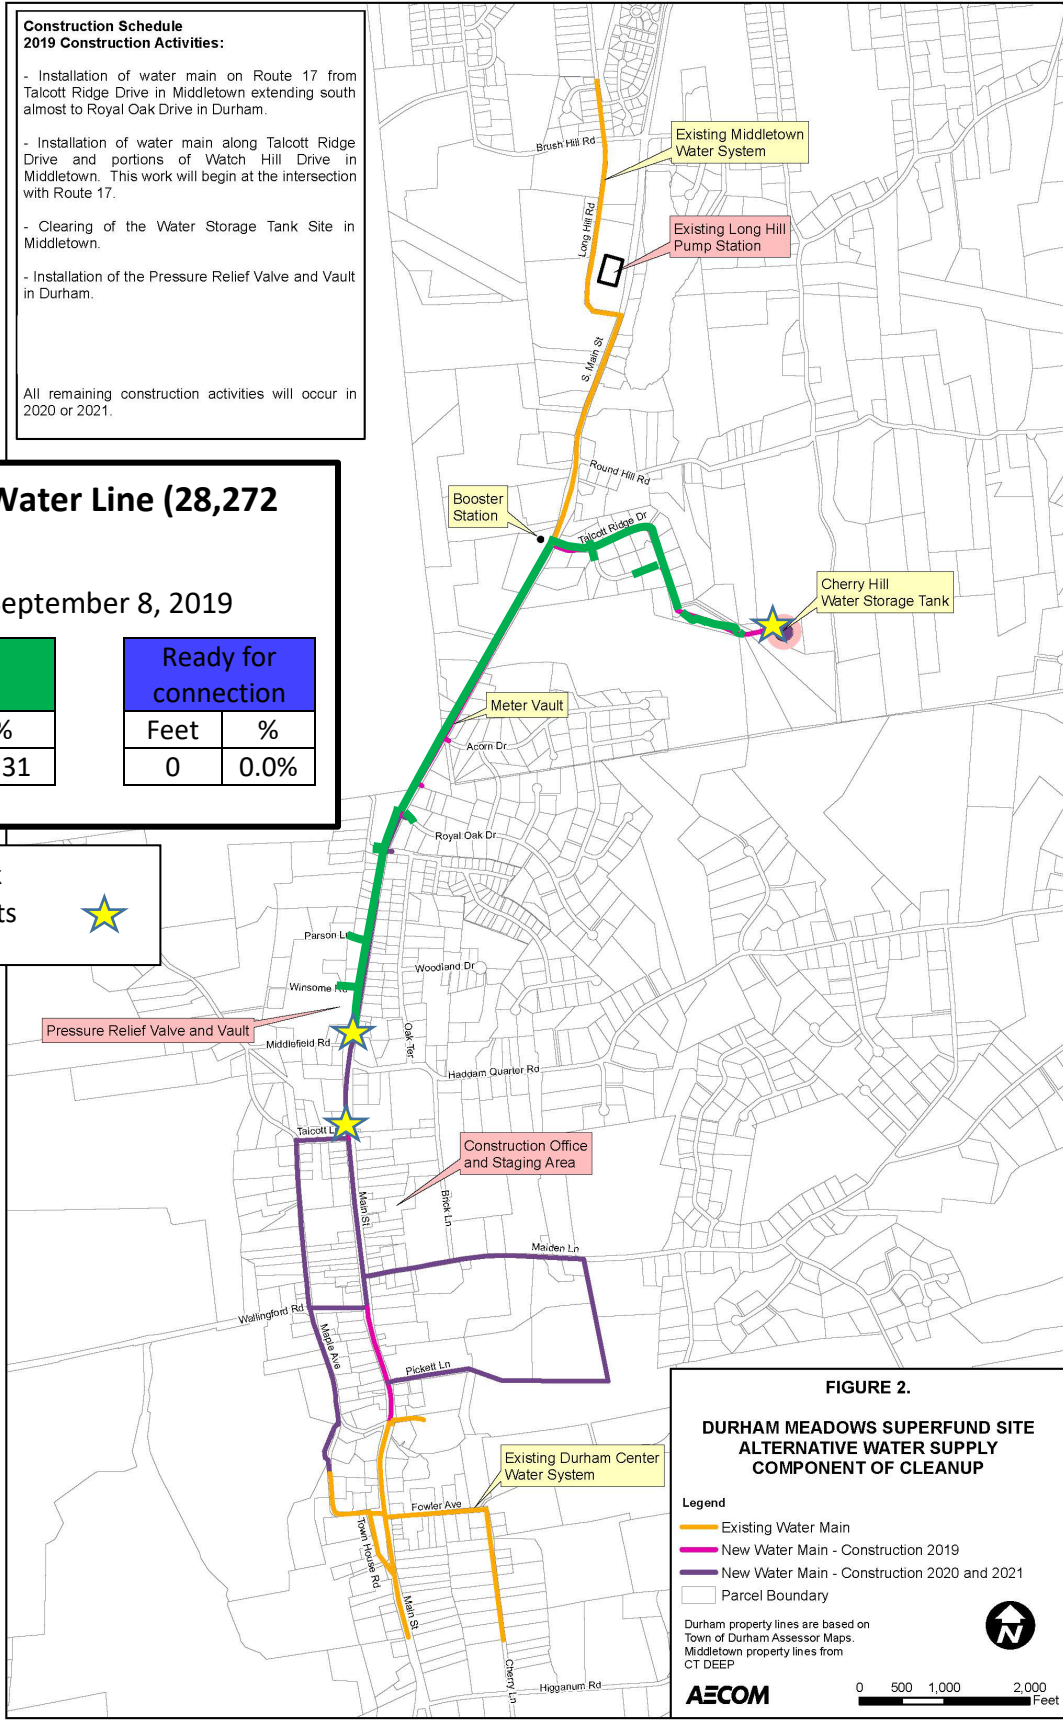 Construction Schedule
2019 Construction Activities:
- Installation of water main on Route 17 from
Talcott Ridge Drive in Middletown extending south
almost to Royal Oak Drive in Durham.
- Installation of water main along Talcott Ridge
Drive and portions of Watch Hill Drive in
Middletown. This work will begin at the intersection
with Route 17.
- Clearing of the Water Storage Tank Site in
Middletown.
- Installation of the Pressure Relief Valve and Vault
in Durham.
All remaining construction activities will occur in
2020 or 2021.
Brush Hill Rd
Existing Middletown
Water System
Long Hill Rd
Existing Long Hill
Pump Station
S. Main St
Round Hill Rd
Water Line (28,272
eptember 8, 2019
%
31
Ready for
connection
Feet %
0 0.0%
Booster
Station
Talcott Ridge Dr
Cherry Hill
Water Storage Tank
Meter Vault
Acorn Dr
Royal Oak Dr
ts
Parson Ln
Woodland Dr
Winsome Rd
Pressure Relief Valve and Vault
Middlefield Rd
Oak Ter
Haddam Quarter Rd
Talcott L
Construction Office
and Staging Area
Main St
Brick Ln
Maiden Ln
Wallingford Rd
Maple Ave
Pickett Ln
Existing Durham Center
Water System
Fowler Ave
Town House Rd
Main St
Cherry Ln
Higganum Rd
FIGURE 2.
DURHAM MEADOWS SUPERFUND SITE
ALTERNATIVE WATER SUPPLY
COMPONENT OF CLEANUP
Legend
Existing Water Main
New Water Main - Construction 2019
New Water Main - Construction 2020 and 2021
Parcel Boundary
Durham property lines are based on
Town of Durham Assessor Maps.
Middletown property lines from
CT DEEP
N
AECOM
0 500 1,000 2,000
Feet